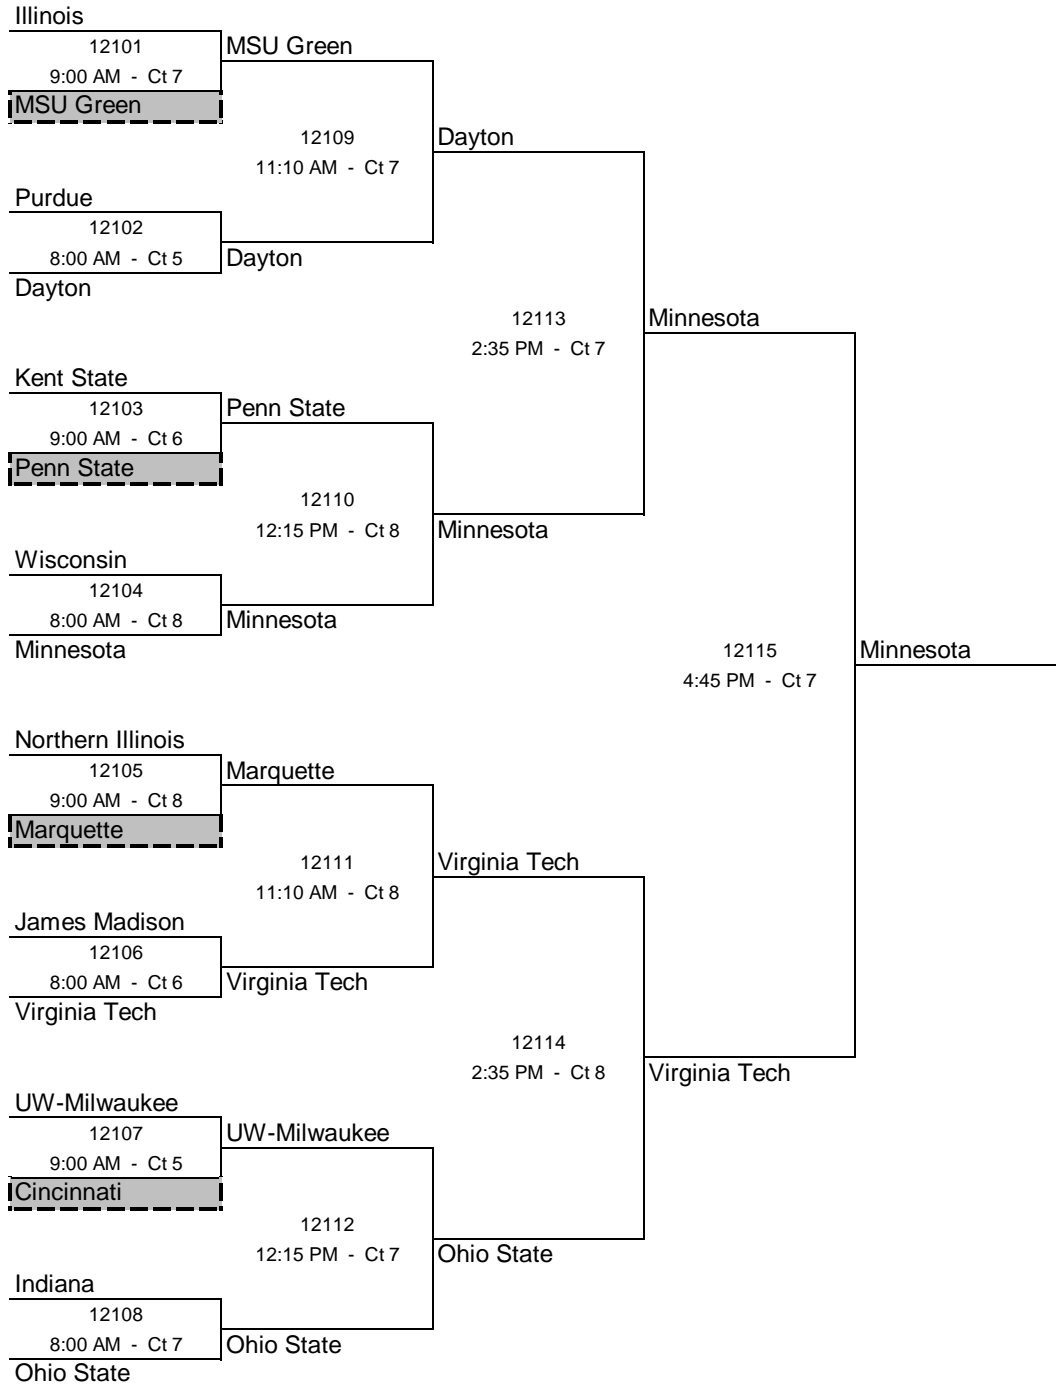 Illinois
12101
MSU Green
9:00 AM - Ct 7
MSU Green
12109
Dayton
11:10 AM - Ct 7
Purdue
12102
8:00 AM - Ct 5
Dayton
Dayton
12113
Minnesota
2:35 PM - Ct 7
Kent State
12103
Penn State
9:00 AM - Ct 6
Penn State
12110
12:15 PM - Ct 8
Minnesota
Wisconsin
12104
8:00 AM - Ct 8
Minnesota
Minnesota
12115
Minnesota
4:45 PM - Ct 7
Northern Illinois
12105
Marquette
9:00 AM - Ct 8
Marquette
12111
Virginia Tech
11:10 AM - Ct 8
James Madison
12106
8:00 AM - Ct 6
Virginia Tech
Virginia Tech
12114
2:35 PM - Ct 8
Virginia Tech
UW-Milwaukee
12107
UW-Milwaukee
9:00 AM - Ct 5
Cincinnati
12112
12:15 PM - Ct 7
Ohio State
Indiana
12108
8:00 AM - Ct 7
Ohio State
Ohio State